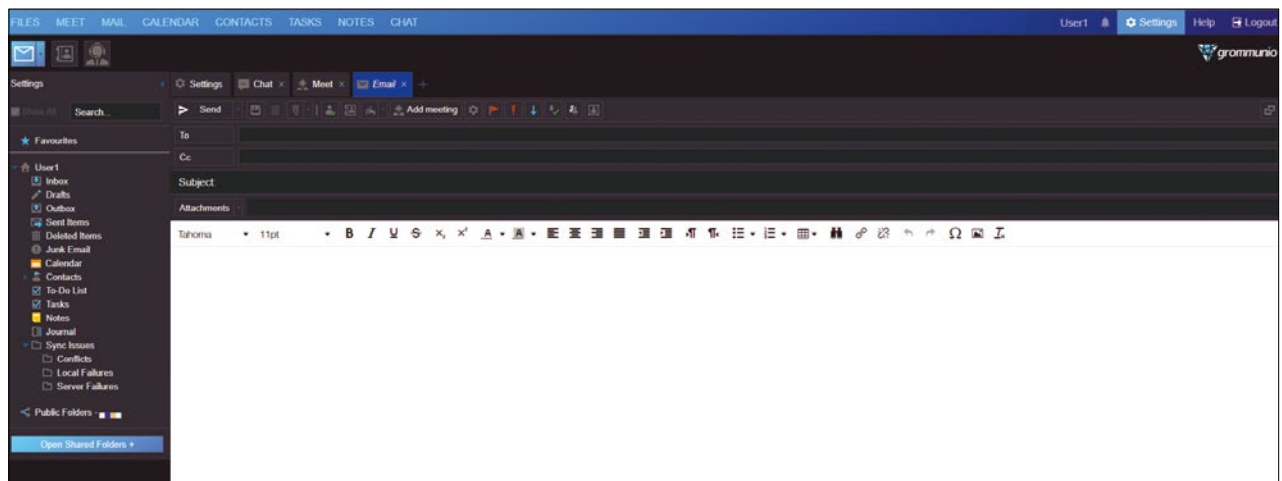 FILES MEET MAIL CALENDAR CONTACTS TASKS NOTES CHAT User1 Settings Help Logout
grommunio
Settings Settings Chat × Meet × Email × +
Show All Search... Send Add meeting
Favourites To
Cc
User1
Inbox Subject:
Drafts
Outbox Attachments
Sent Items
Deleted Items Tahoma 11pt B I U S X, X' A A Ω
Junk Email
Calendar
Contacts
To-Do List
Tasks
Notes
Journal
Sync Issues
Conflicts
Local Failures
Server Failures
Public Folders -
Open Shared Folders +